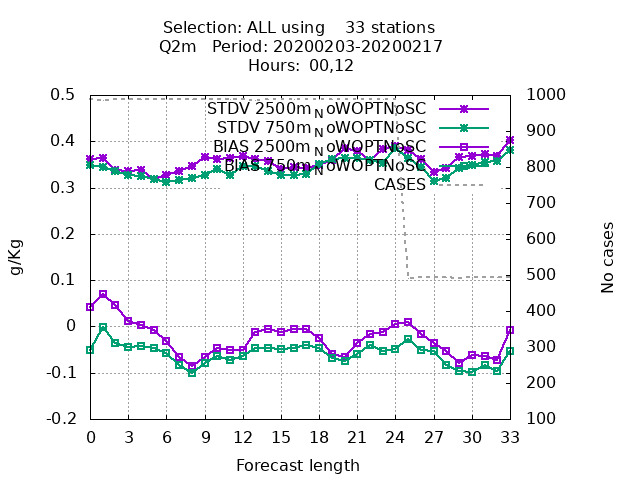 Selection: ALL using 33 stations
Q2m Period: 20200203-20200217
Hours: 00,12
STDV 2500m_NoWOPTNoSC
STDV 750m_NoWOPTNoSC
BIAS 2500m_NoWOPTNoSC
BIAS 750m_NoWOPTNoSC
CASES
0.5
0.4
0.3
0.2
0.1
0
-0.1
-0.2
g/Kg
1000
900
800
700
600
500
400
300
200
100
No cases
0 3 6 9 12 15 18 21 24 27 30 33
Forecast length